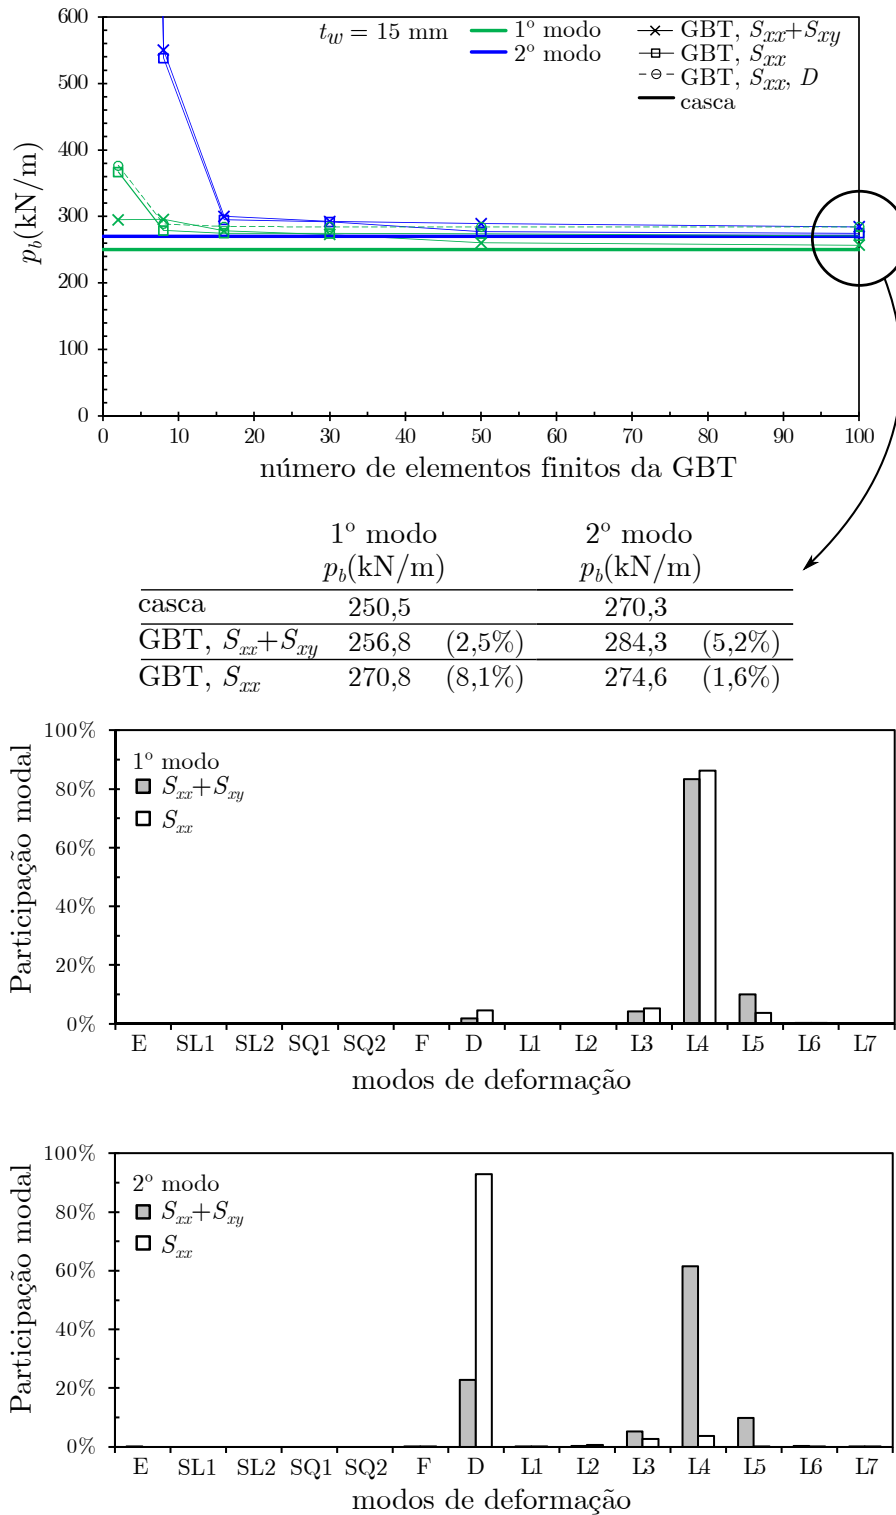 600
500
400
300
200
100
0
p_b(kN/m)
t_w = 15 mm
1º modo
2º modo
GBT, S_xx+S_xy
GBT, S_xx
GBT, S_xx, D
casca
0 10 20 30 40 50 60 70 80 90 100
número de elementos finitos da GBT
1º modo 2º modo
p_b(kN/m) p_b(kN/m)
casca 250,5 270,3
GBT, S_xx+S_xy 256,8 (2,5%) 284,3 (5,2%)
GBT, S_xx 270,8 (8,1%) 274,6 (1,6%)
100%
80%
60%
40%
20%
0%
Participação modal
1º modo
S_xx+S_xy
S_xx
E SL1 SL2 SQ1 SQ2 F D L1 L2 L3 L4 L5 L6 L7
modos de deformação
100%
80%
60%
40%
20%
0%
Participação modal
2º modo
S_xx+S_xy
S_xx
E SL1 SL2 SQ1 SQ2 F D L1 L2 L3 L4 L5 L6 L7
modos de deformação